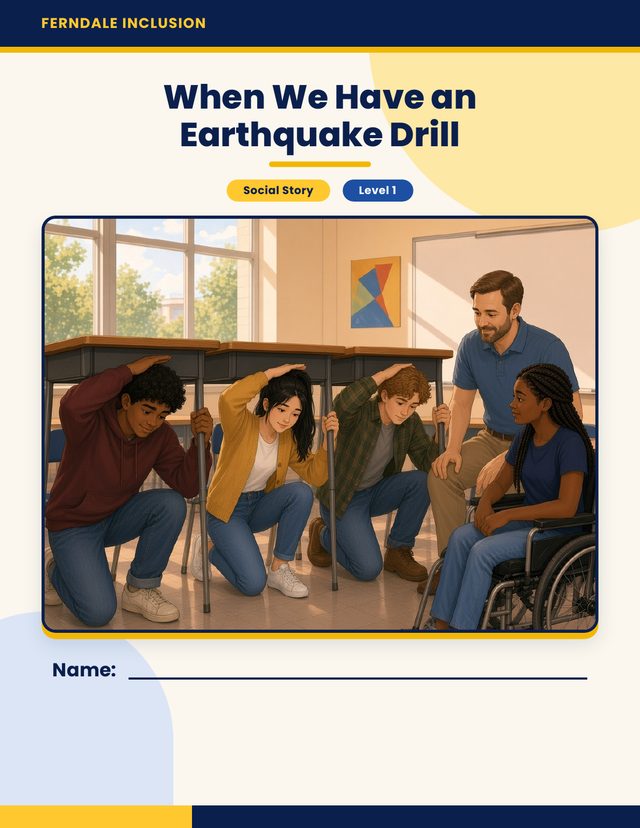 FERNDALE INCLUSION
When We Have an
Earthquake Drill
Social Story
Level 1
Name: